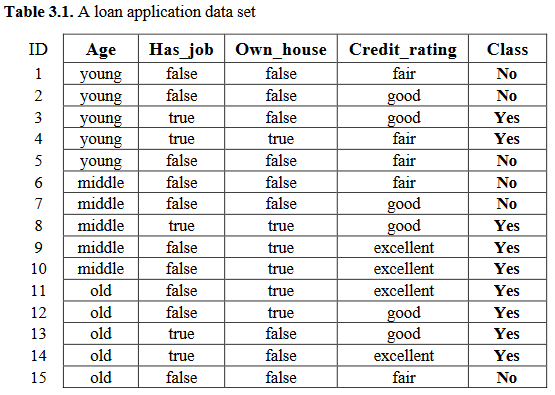 Table 3.1. A loan application data set
ID Age Has_job Own_house Credit_rating Class
1 young false false fair No
2 young false false good No
3 young true false good Yes
4 young true true fair Yes
5 young false false fair No
6 middle false false fair No
7 middle false false good No
8 middle true true good Yes
9 middle false true excellent Yes
10 middle false true excellent Yes
11 old false true excellent Yes
12 old false true good Yes
13 old true false good Yes
14 old true false excellent Yes
15 old false false fair No